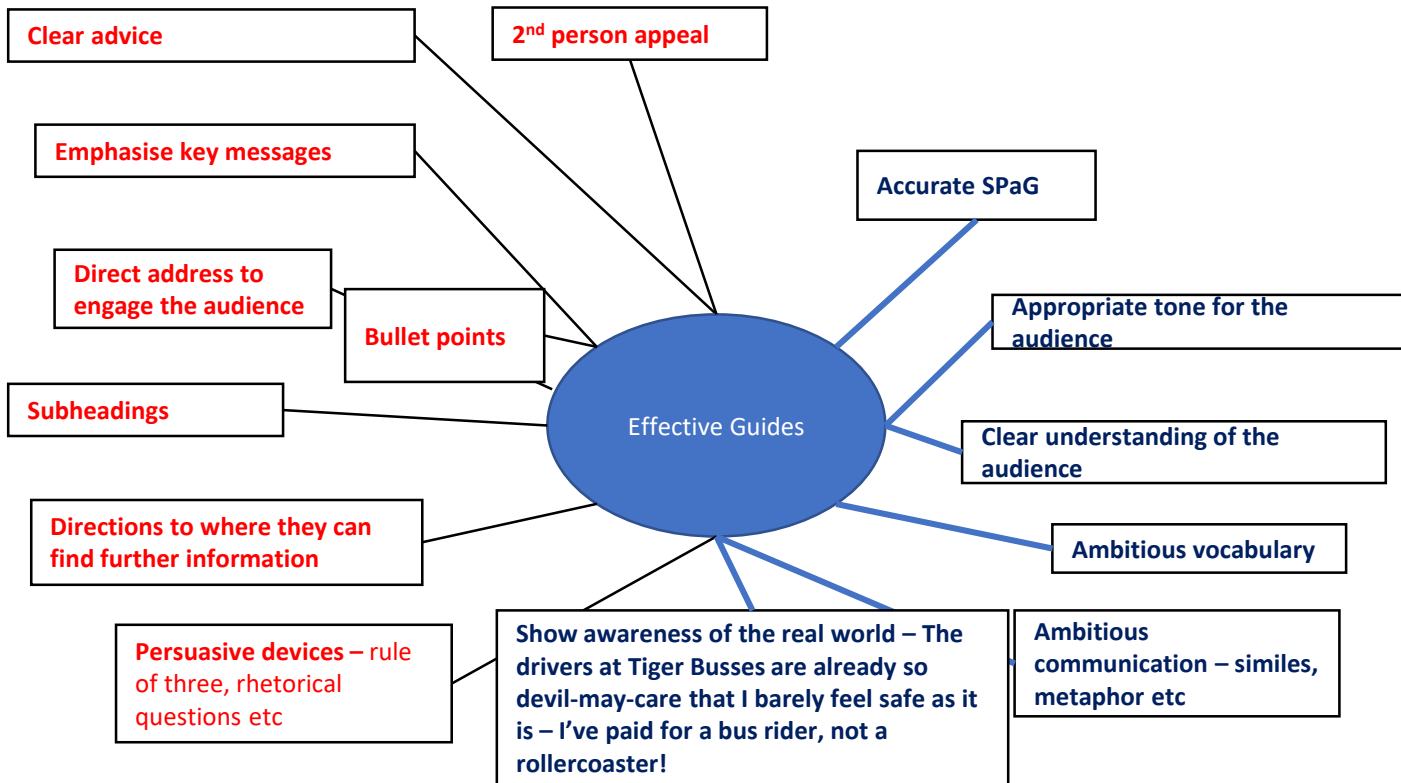 Clear advice
2nd person appeal
Emphasise key messages
Accurate SPaG
Direct address to
engage the audience
Bullet points
Appropriate tone for the
audience
Subheadings
Effective Guides
Clear understanding of the
audience
Directions to where they can
find further information
Ambitious vocabulary
Persuasive devices – rule
of three, rhetorical
questions etc
Show awareness of the real world – The
drivers at Tiger Busses are already so
devil-may-care that I barely feel safe as it
is – I’ve paid for a bus rider, not a
rollercoaster!
Ambitious
communication – similes,
metaphor etc